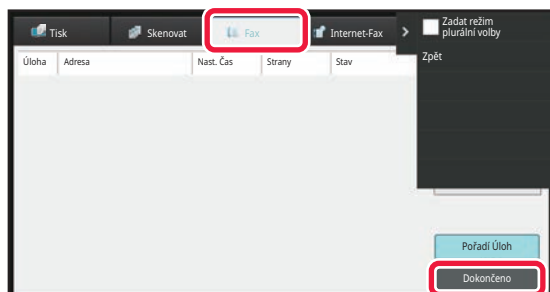 Tisk
Skenovat
Fax
Internet-Fax
Zadat režim
plurální volby
Zpět
Úloha
Adresa
Nast. Čas
Strany
Stav
Pořadí Úloh
Dokončeno